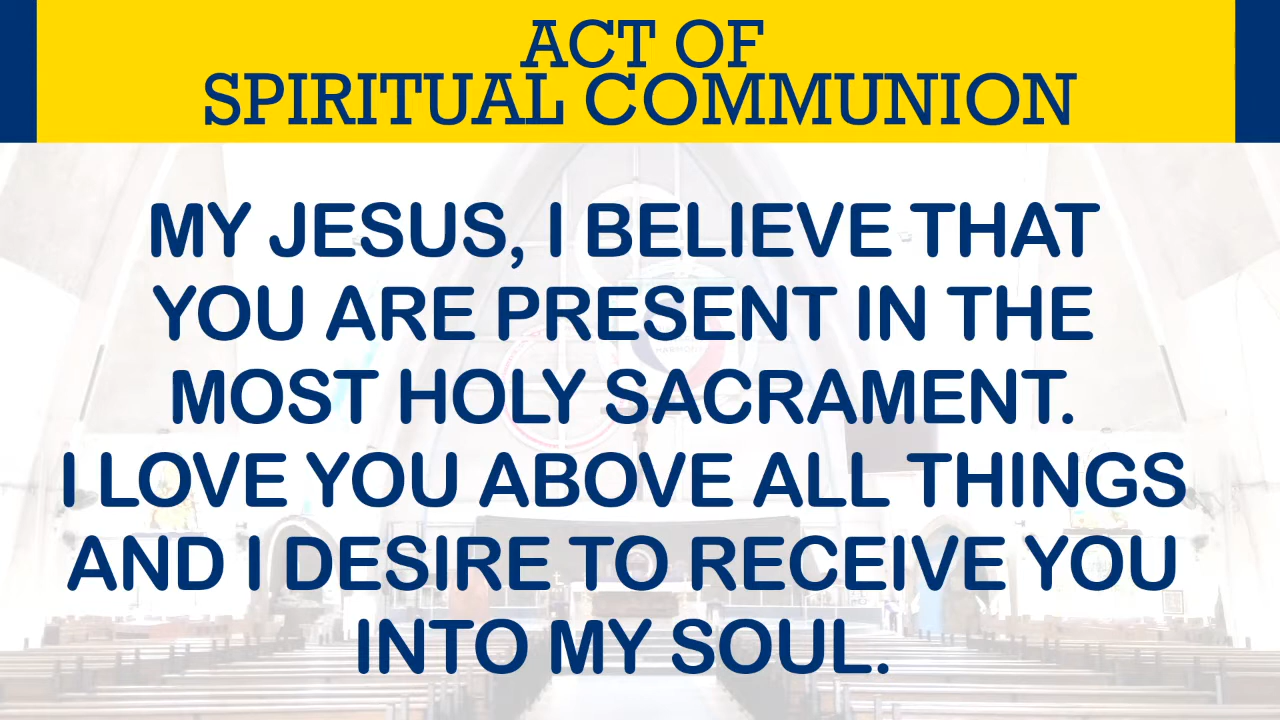 ACT OF
SPIRITUAL COMMUNION
MY JESUS, I BELIEVE THAT
YOU ARE PRESENT IN THE
MOST HOLY SACRAMENT.
I LOVE YOU ABOVE ALL THINGS
AND I DESIRE TO RECEIVE YOU
INTO MY SOUL.